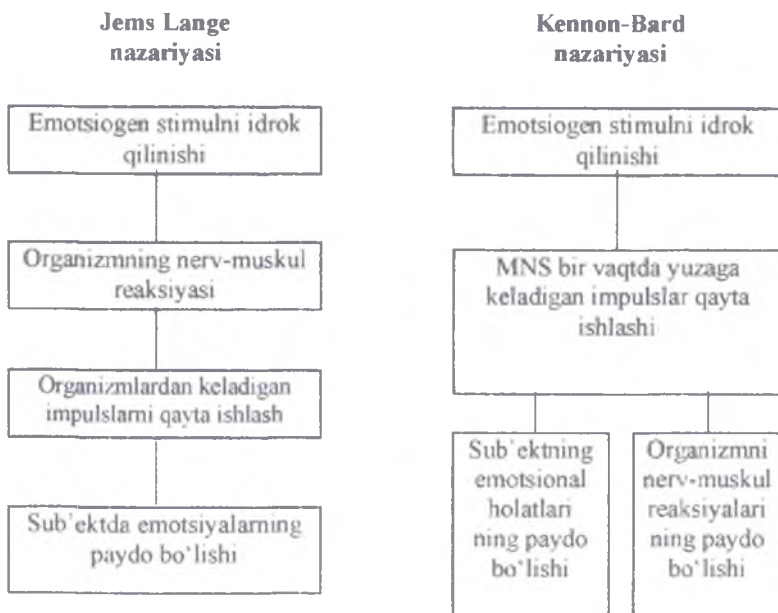 Jems Lange
nazariyasi
Emotsiogen stimulni idrok
qilinishi
Organizmning nerv-muskul
reaksiyasi
Organizmlardan keladigan
impulslarni qayta ishlash
Sub'ektda emotsiyalarning
paydo bo'lishi
Kennon-Bard
nazariyasi
Emotsiogen stimulni idrok
qilinishi
MNS bir vaqtda yuzaga
keladigan impulslar qayta
ishlashi
Sub'ektning
emotsional
holatlari
ning paydo
bo'lishi
Organizmni
nerv-muskul
reaksiyalari
ning paydo
bo'lishi